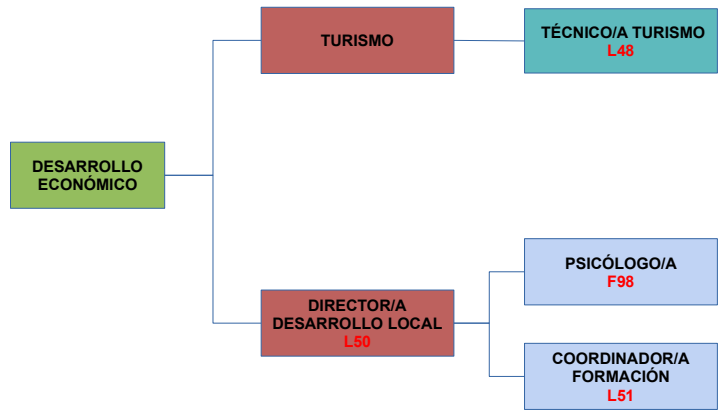 TURISMO
TÉCNICO/A TURISMO
L48
DESARROLLO
ECONÓMICO
DIRECTOR/A
DESARROLLO LOCAL
L50
PSICÓLOGO/A
F98
COORDINADOR/A
FORMACIÓN
L51